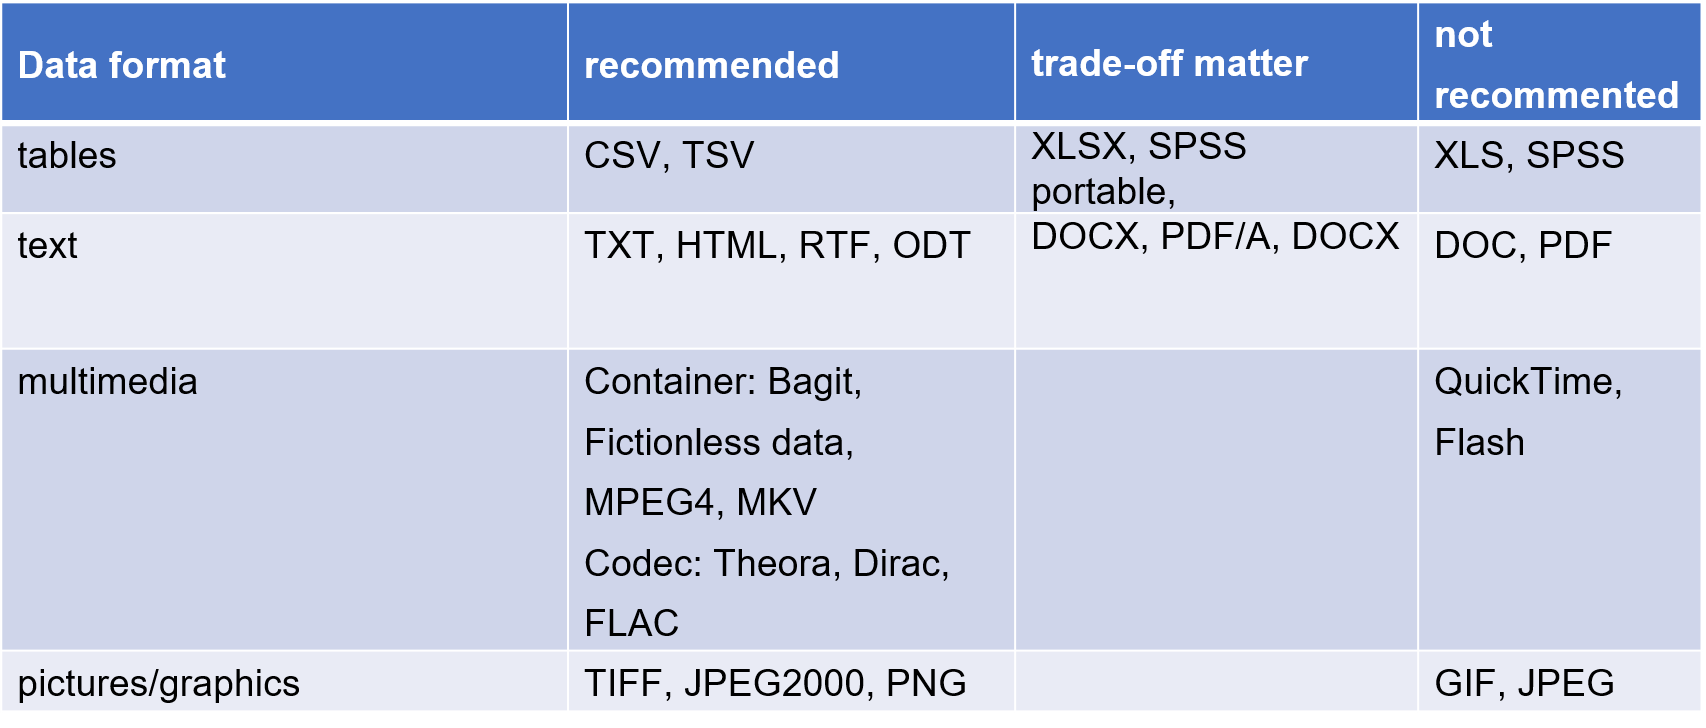 Data format
recommended
trade-off matter
not
recommented
tables
CSV, TSV
XLSX, SPSS
portable,
XLS, SPSS
text
TXT, HTML, RTF, ODT
DOCX, PDF/A, DOCX
DOC, PDF
multimedia
Container: Bagit,
Fictionless data,
MPEG4, MKV
Codec: Theora, Dirac,
FLAC
QuickTime,
Flash
pictures/graphics
TIFF, JPEG2000, PNG
GIF, JPEG